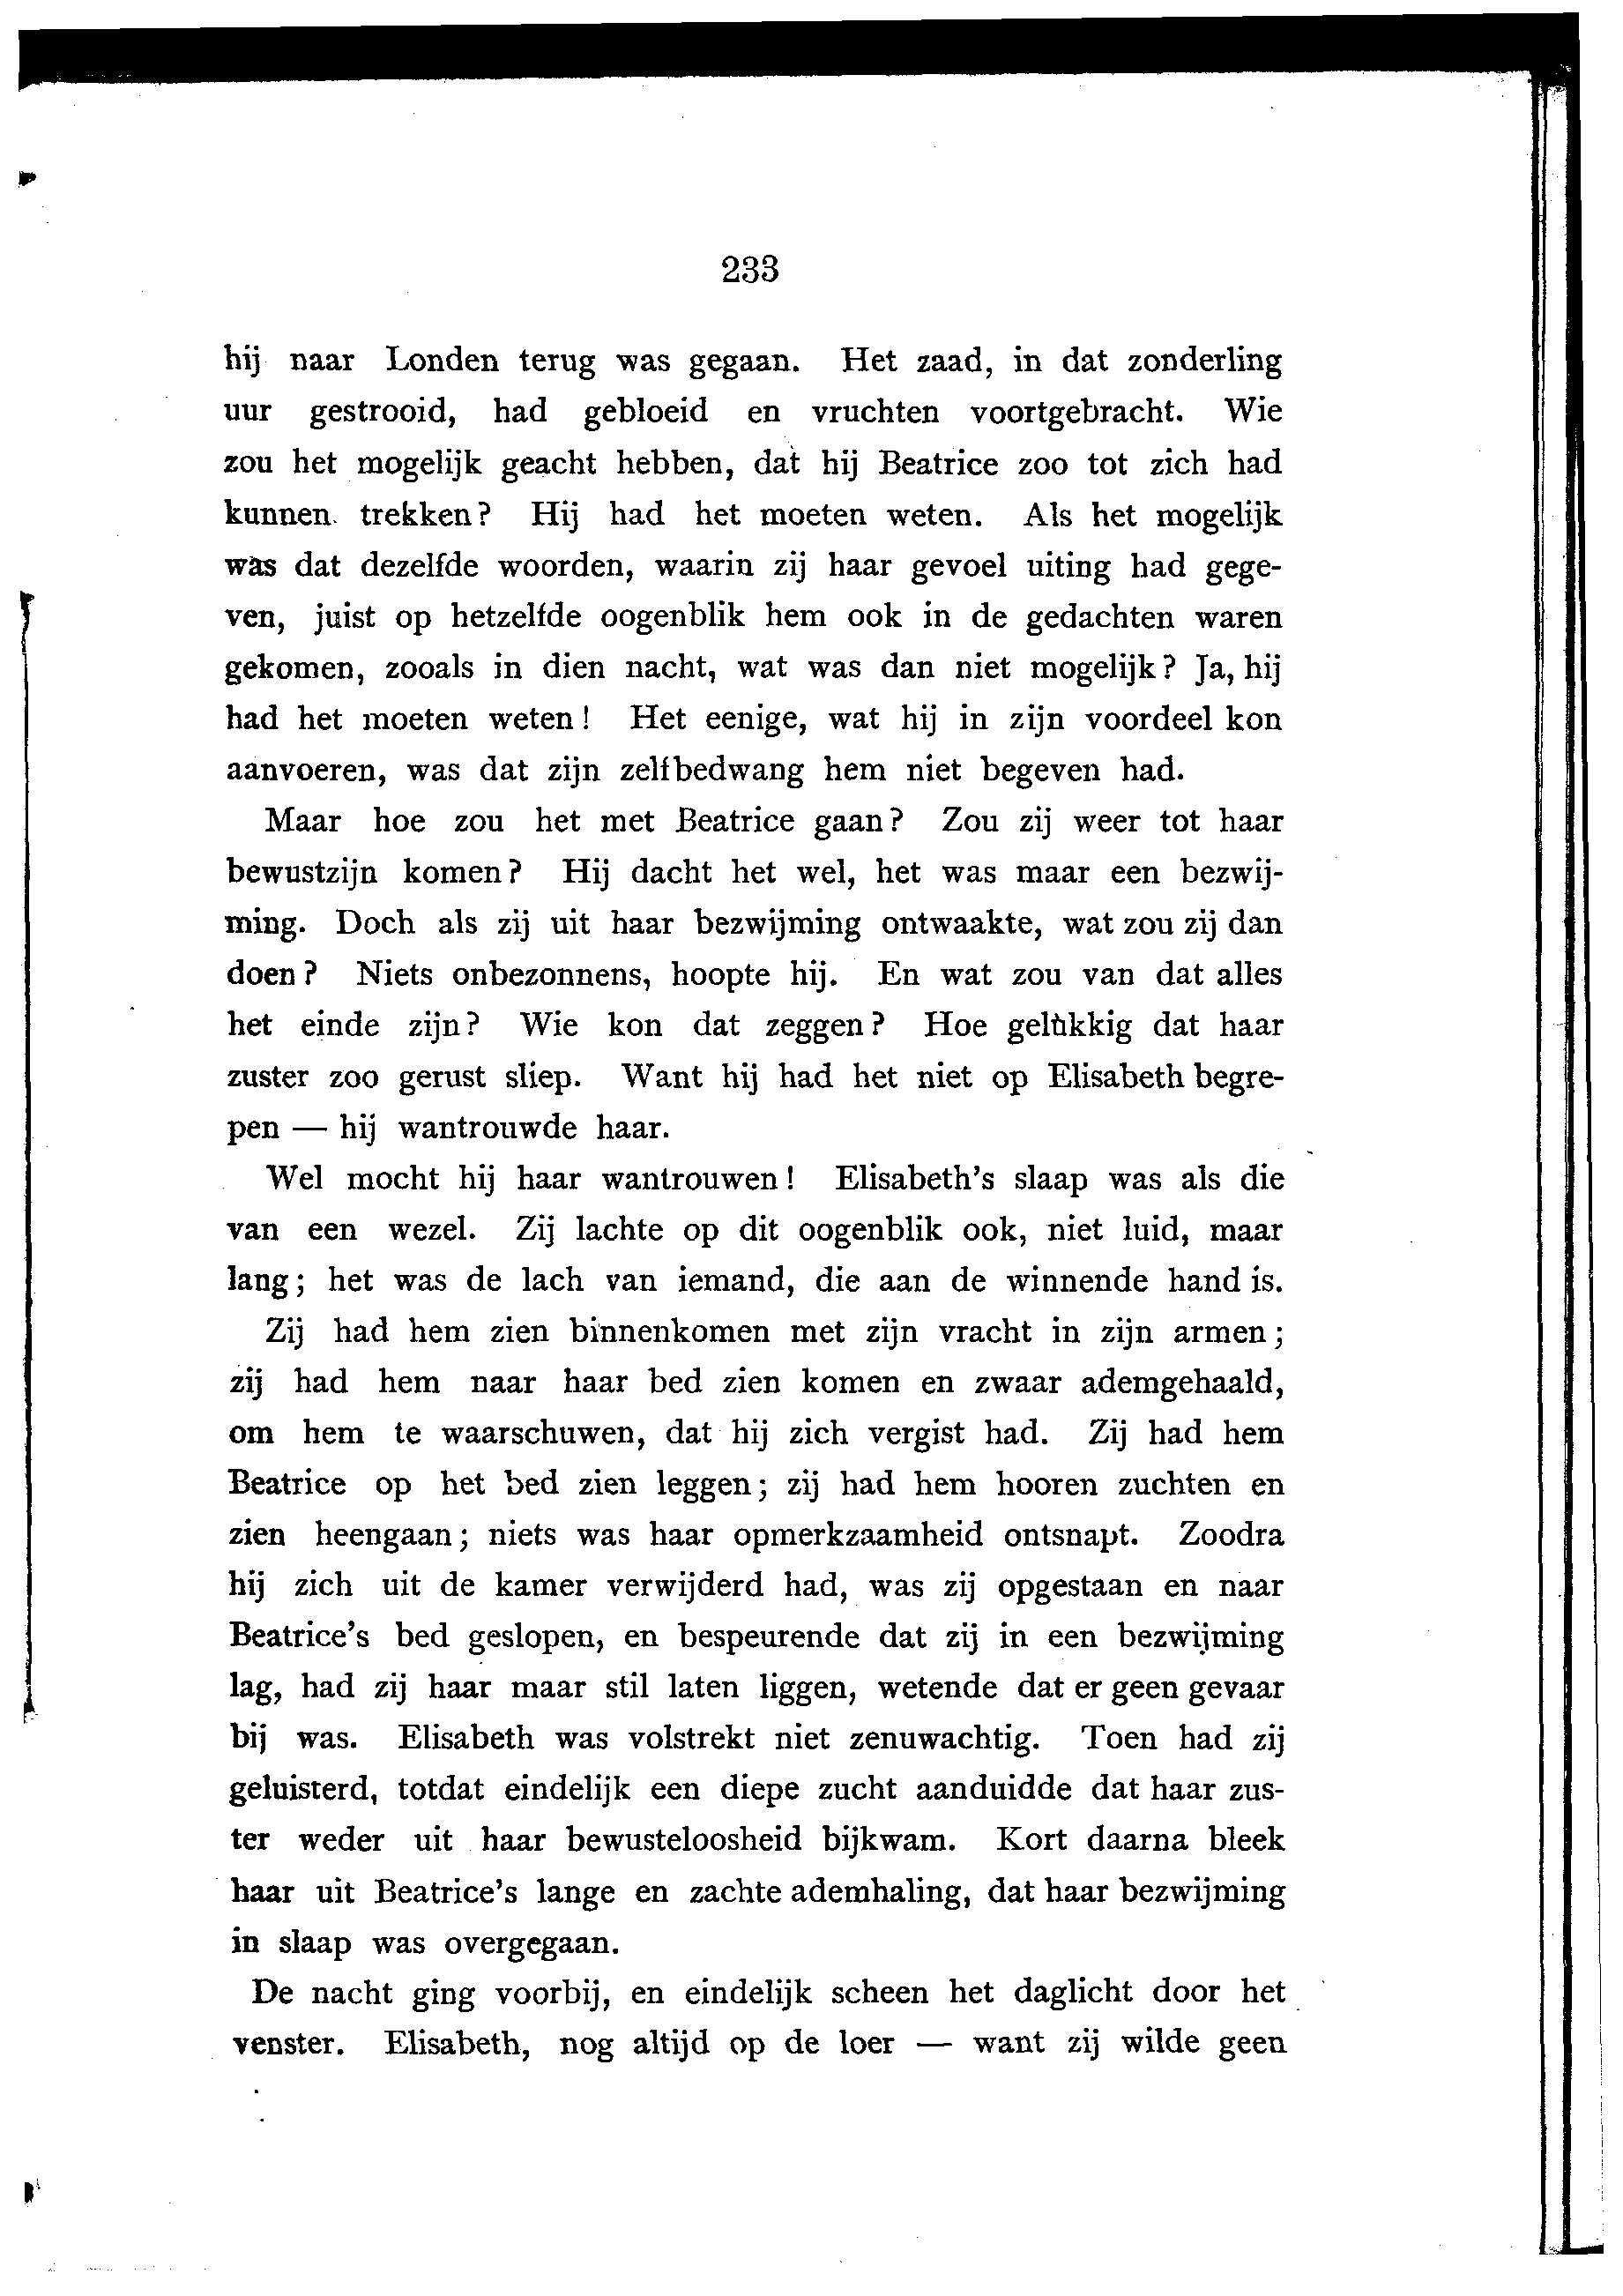 233
hij naar Londen terug was gegaan. Het zaad, in dat zonderling
uur gestrooid, had gebloeid en vruchten voortgebracht. Wie
zou het mogelijk geacht hebben, dat hij Beatrice zoo tot zich had
kunnen trekken? Hij had het moeten weten. Als het mogelijk
was dat dezelfde woorden, waarin zij haar gevoel uiting had gege-
ven, juist op hetzelfde oogenblik hem ook in de gedachten waren
gekomen, zooals in dien nacht, wat was dan niet mogelijk? Ja, hij
had het moeten weten! Het eenige, wat hij in zijn voordeel kon
aanvoeren, was dat zijn zelfbedwang hem niet begeven had.
Maar hoe zou het met Beatrice gaan? Zou zij weer tot haar
bewustzijn komen? Hij dacht het wel, het was maar een bezwij-
ming. Doch als zij uit haar bezwijming ontwaakte, wat zou zij dan
doen? Niets onbezonnens, hoopte hij. En wat zou van dat alles
het einde zijn? Wie kon dat zeggen? Hoe gelukkig dat haar
zuster zoo gerust sliep. Want hij had het niet op Elisabeth begre-
pen — hij wantrouwde haar.
Wel mocht hij haar wantrouwen! Elisabeth's slaap was als die
van een wezel. Zij lachte op dit oogenblik ook, niet luid, maar
lang; het was de lach van iemand, die aan de winnende hand is.
Zij had hem zien binnenkomen met zijn vracht in zijn armen;
zij had hem naar haar bed zien komen en zwaar ademgehaald,
om hem te waarschuwen, dat hij zich vergist had. Zij had hem
Beatrice op het bed zien leggen; zij had hem hooren zuchten en
zien heengaan; niets was haar opmerkzaamheid ontsnapt. Zoodra
hij zich uit de kamer verwijderd had, was zij opgestaan en naar
Beatrice's bed geslopen, en bespeurende dat zij in een bezwijming
lag, had zij haar maar stil laten liggen, wetende dat er geen gevaar
bij was. Elisabeth was volstrekt niet zenuwachtig. Toen had zij
geluisterd, totdat eindelijk een diepe zucht aanduidde dat haar zus-
ter weder uit haar bewusteloosheid bijkwam. Kort daarna bleek
haar uit Beatrice's lange en zachte ademhaling, dat haar bezwijming
in slaap was overgegaan.
De nacht ging voorbij, en eindelijk scheen het daglicht door het
venster. Elisabeth, nog altijd op de loer — want zij wilde geen